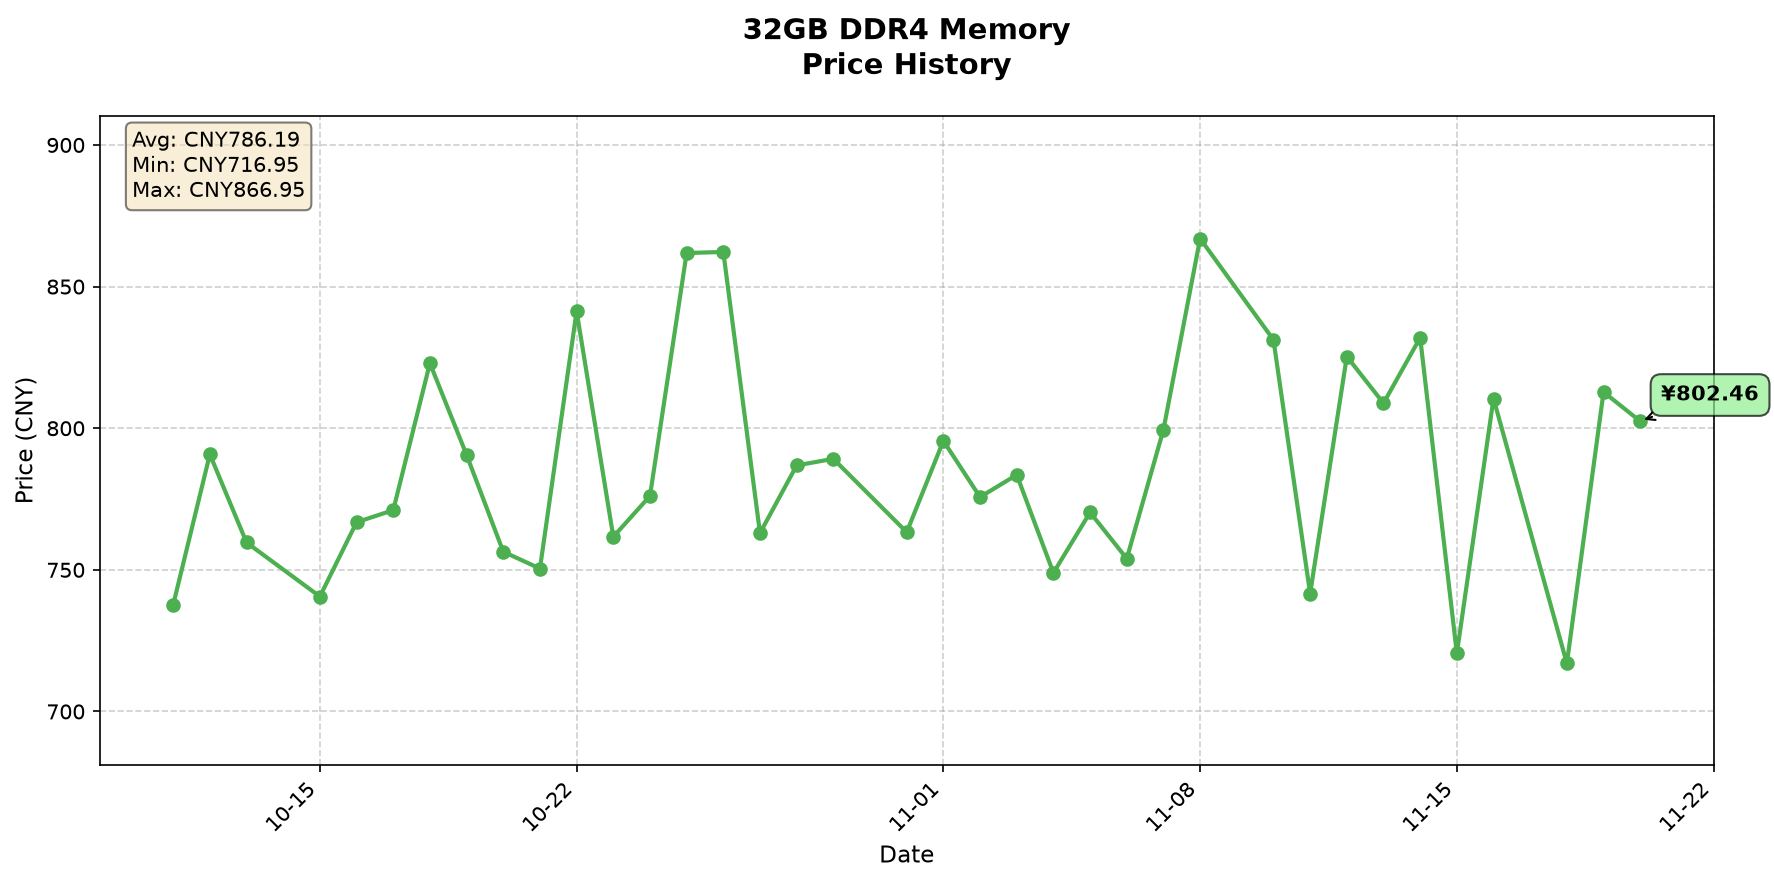 32GB DDR4 Memory
Price History
Avg: CNY786.19
Min: CNY716.95
Max: CNY866.95
900
850
800
750
700
Price (CNY)
¥802.46
10-15
10-22
11-01
11-08
11-15
11-22
Date